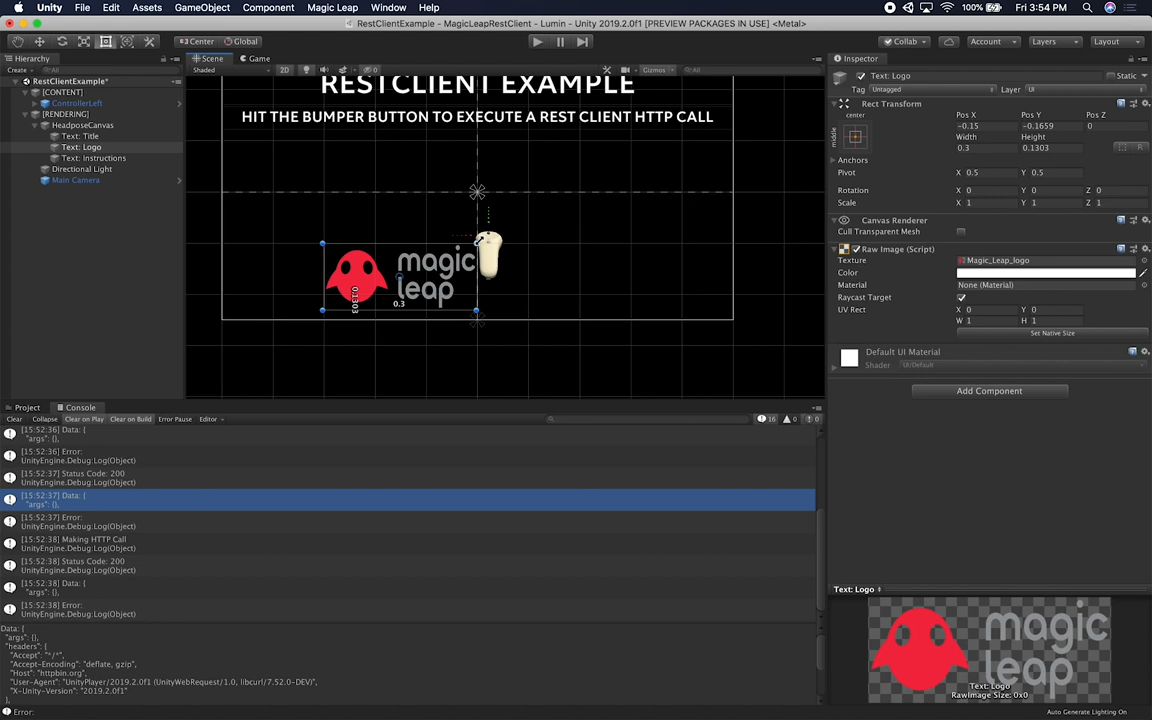 Unity File Edit Assets GameObject Component Magic Leap Window Help 100% Fri 3:54 PM
RestClientExample - MagicLeapRestClient - Lumin - Unity 2019.2.0f1 [PREVIEW PACKAGES IN USE] <Metal>
Center Global Collab Account Layers Layout
Hierarchy
Create All
RestClientExample*
[CONTENT]
ControllerLeft
[RENDERING]
HeadposeCanvas
Text: Title
Text: Logo
Text: Instructions
Directional Light
Main Camera
Scene Game
Shaded 2D 0 Gizmos All
RESTCLIENT EXAMPLE
HIT THE BUMPER BUTTON TO EXECUTE A REST CLIENT HTTP CALL
magic
leap
0.1303
0.3
Inspector
Text: Logo Static
Tag Untagged Layer UI
Rect Transform
center
middle
Pos X Pos Y Pos Z
-0.15 -0.1659 0
Width Height
0.3 0.1303
R
Anchors
Pivot X 0.5 Y 0.5
Rotation X 0 Y 0 Z 0
Scale X 1 Y 1 Z 1
Canvas Renderer
Cull Transparent Mesh
Raw Image (Script)
Texture Magic_Leap_logo
Color
Material None (Material)
Raycast Target
UV Rect X 0 Y 0
W 1 H 1
Set Native Size
Default UI Material
Shader UI/Default
Add Component
Project Console
Clear Collapse Clear on Play Clear on Build Error Pause Editor 16 0 0
[15:52:36] Data: {
"args": {},
[15:52:36] Error:
UnityEngine.Debug:Log(Object)
[15:52:37] Status Code: 200
UnityEngine.Debug:Log(Object)
[15:52:37] Data: {
"args": {},
[15:52:37] Error:
UnityEngine.Debug:Log(Object)
[15:52:38] Making HTTP Call
UnityEngine.Debug:Log(Object)
[15:52:38] Status Code: 200
UnityEngine.Debug:Log(Object)
[15:52:38] Data: {
"args": {},
[15:52:38] Error:
UnityEngine.Debug:Log(Object)
Data: {
"args": {},
"headers": {
"Accept": "*/*",
"Accept-Encoding": "deflate, gzip",
"Host": "httpbin.org",
"User-Agent": "UnityPlayer/2019.2.0f1 (UnityWebRequest/1.0, libcurl/7.52.0-DEV)",
"X-Unity-Version": "2019.2.0f1"
},
Text: Logo
magic
leap
Text: Logo
RawImage Size: 0x0
Error:
Auto Generate Lighting On